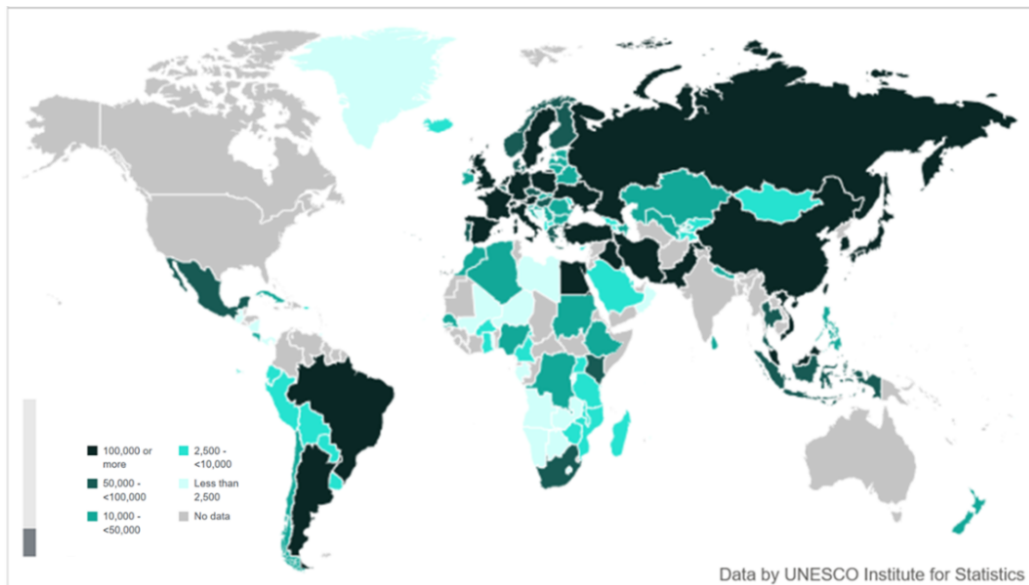 100,000 or
more
50,000 -
<100,000
10,000 -
<50,000
2,500 -
<10,000
Less than
2,500
No data
Data by UNESCO Institute for Statistics